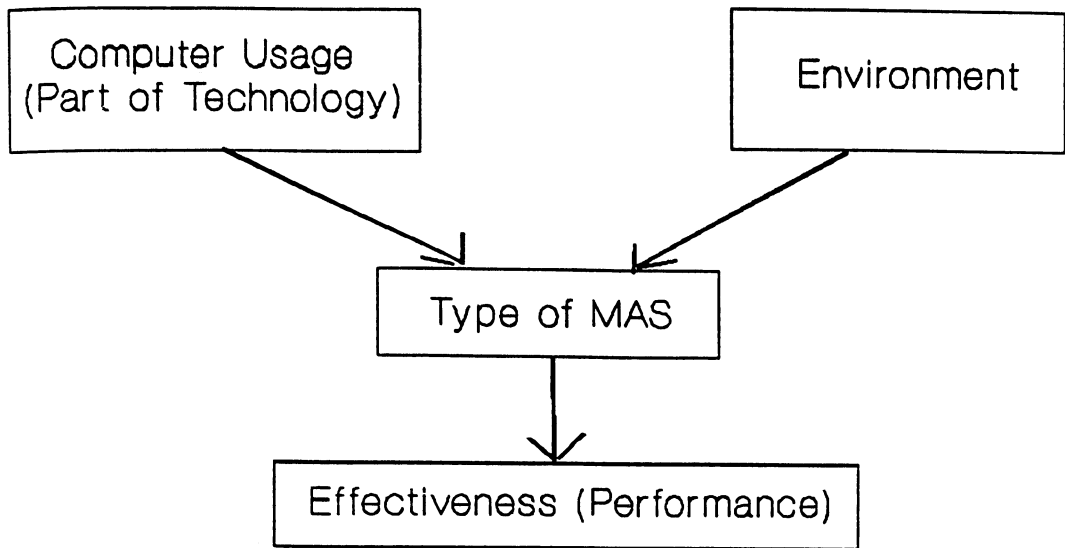 Computer Usage
(Part of Technology)
Environment
Type of MAS
Effectiveness (Performance)